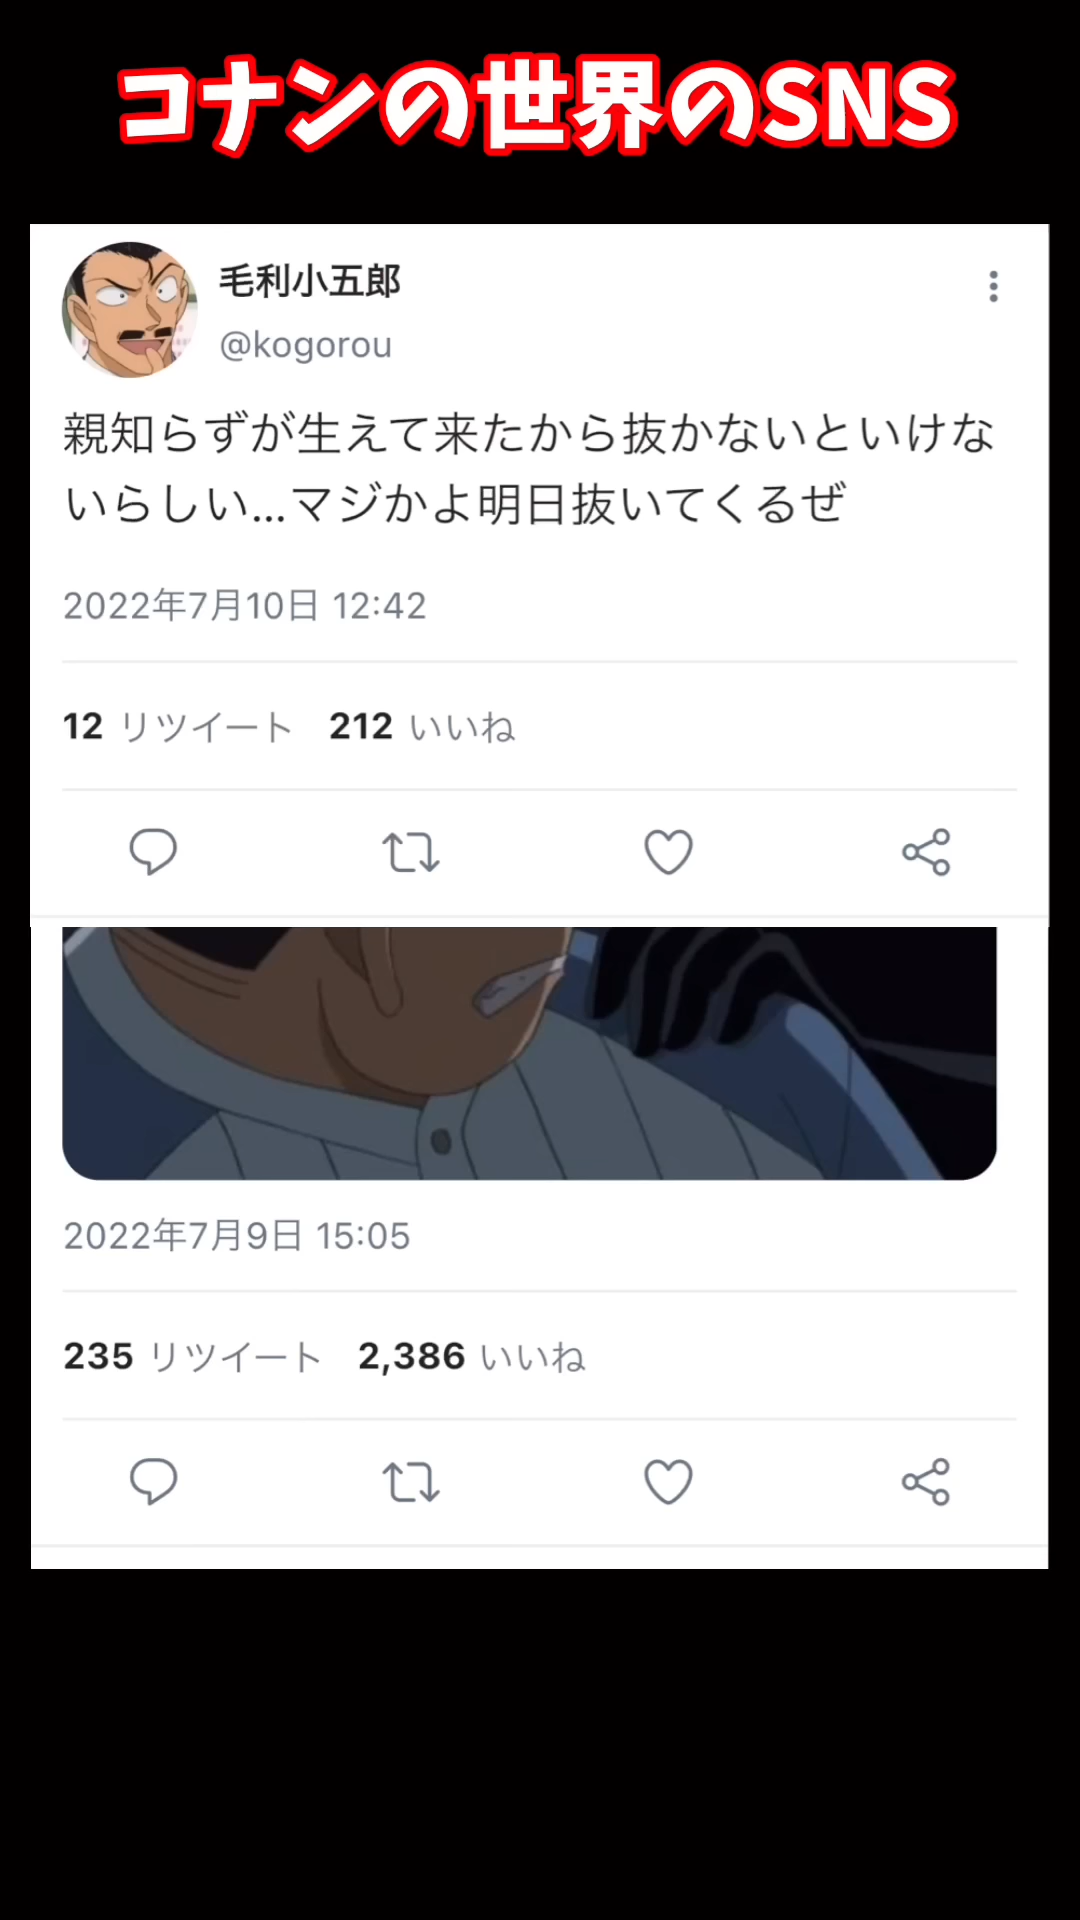 コナンの世界のSNS
毛利小五郎
@kogorou
親知らずが生えて来たから抜かないといけな
いらしい...マジかよ明日抜いてくるぜ
2022年7月10日 12:42
12 リツイート 212 いいね
2022年7月9日 15:05
235 リツイート 2,386 いいね